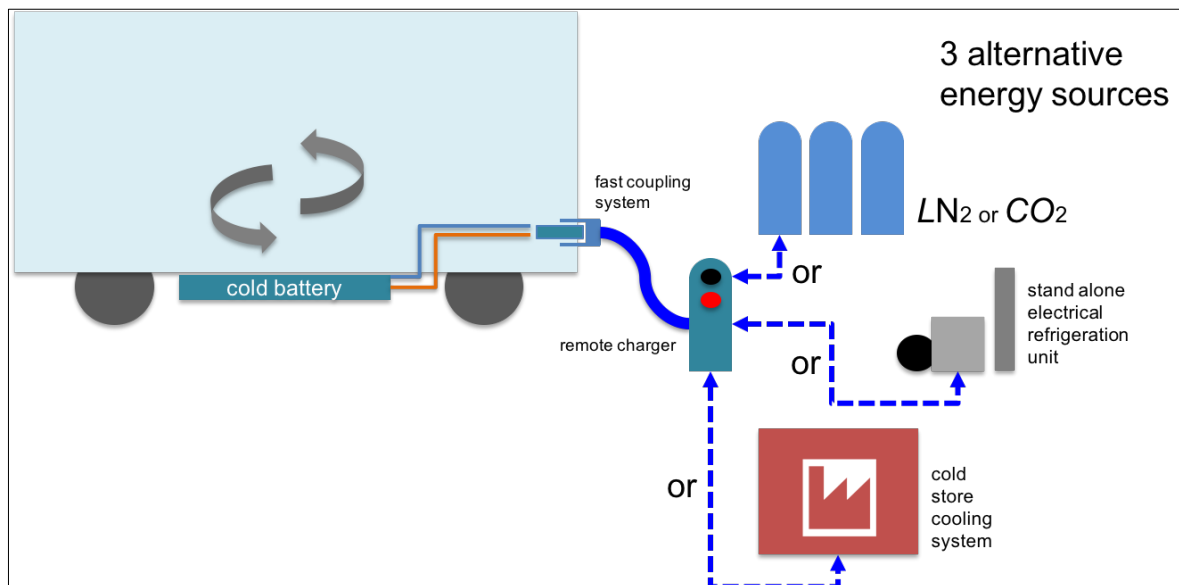 3 alternative
energy sources
fast coupling
system
LN₂ or CO₂
or
cold battery
stand alone
electrical
refrigeration
unit
remote charger
or
or
cold
store
cooling
system